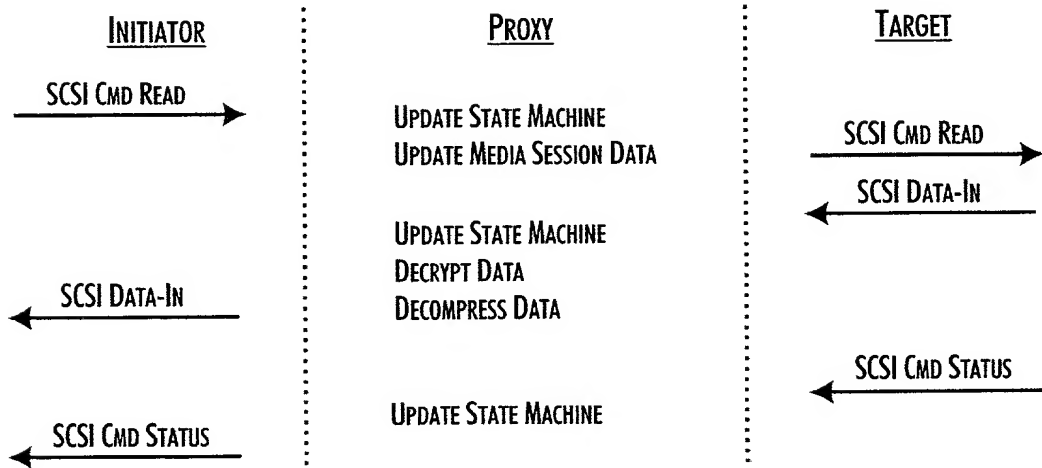 INITIATOR
PROXY
TARGET
SCSI CMD READ
UPDATE STATE MACHINE
UPDATE MEDIA SESSION DATA
SCSI CMD READ
SCSI DATA-IN
UPDATE STATE MACHINE
DECRYPT DATA
DECOMPRESS DATA
SCSI DATA-IN
SCSI CMD STATUS
UPDATE STATE MACHINE
SCSI CMD STATUS